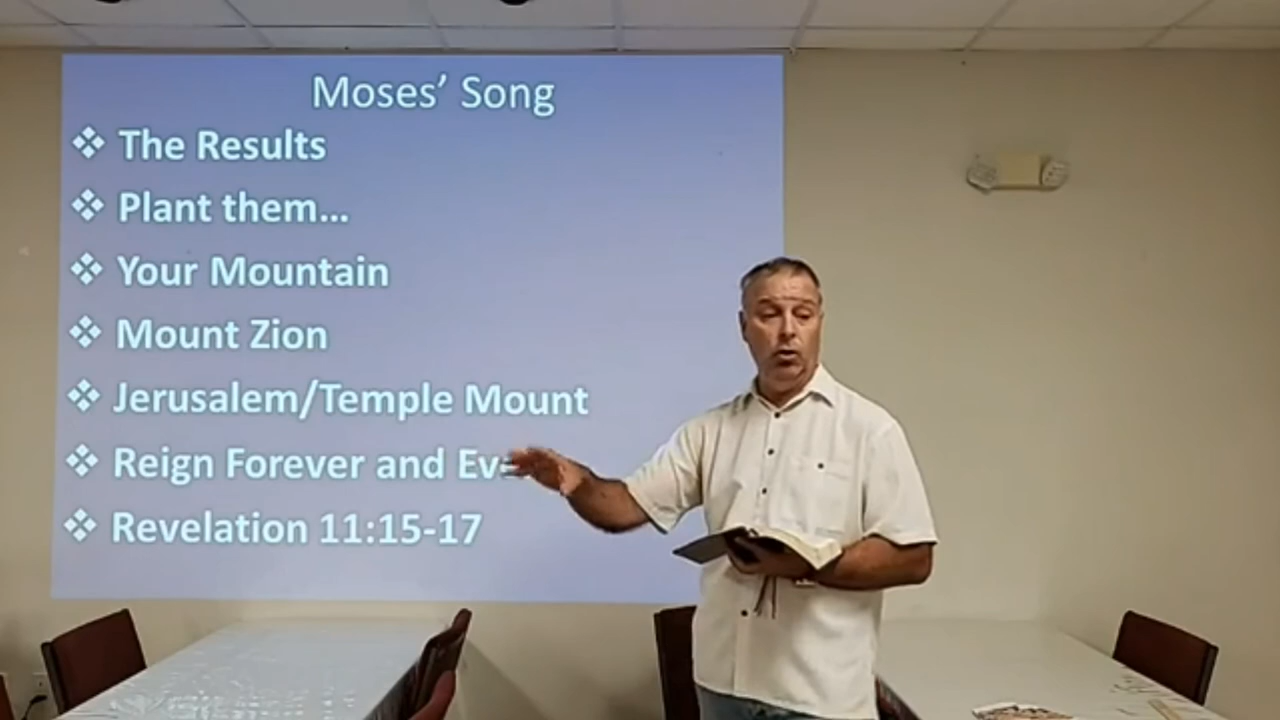 Moses’ Song
❖ The Results
❖ Plant them...
❖ Your Mountain
❖ Mount Zion
❖ Jerusalem/Temple Mount
❖ Reign Forever and
❖ Revelation 11:15-17